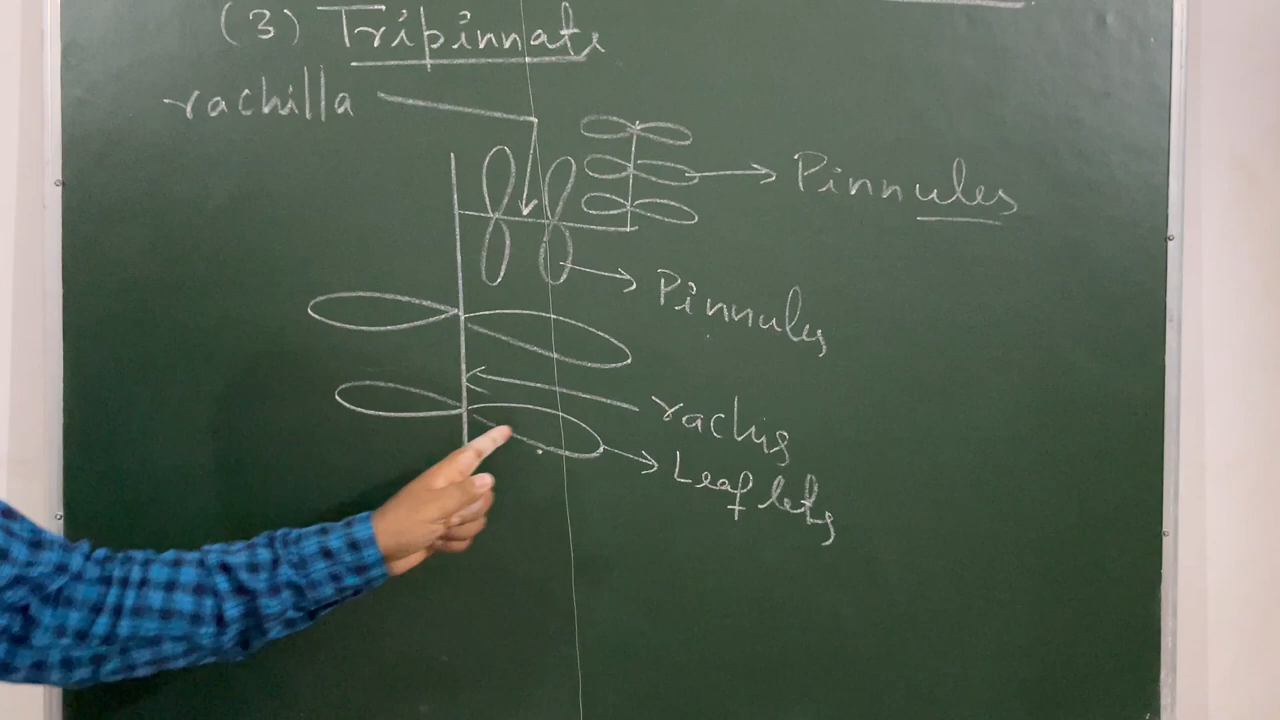 (3) Tripinnate
rachilla
Pinnules
Pinnules
rachis
Leaflets